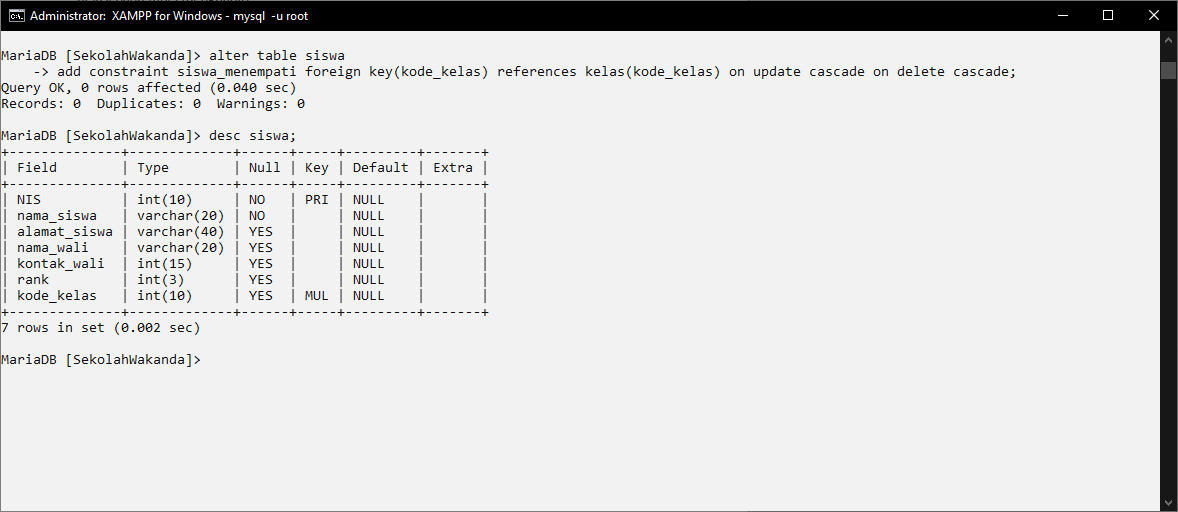 Administrator:  XAMPP for Windows - mysql  -u root
MariaDB [SekolahWakanda]> alter table siswa
    -> add constraint siswa_menempati foreign key(kode_kelas) references kelas(kode_kelas) on update cascade on delete cascade;
Query OK, 0 rows affected (0.040 sec)
Records: 0  Duplicates: 0  Warnings: 0
MariaDB [SekolahWakanda]> desc siswa;
+--------------+-------------+------+-----+---------+-------+
| Field        | Type        | Null | Key | Default | Extra |
+--------------+-------------+------+-----+---------+-------+
| NIS          | int(10)     | NO   | PRI | NULL    |       |
| nama_siswa   | varchar(20) | NO   |     | NULL    |       |
| alamat_siswa | varchar(40) | YES  |     | NULL    |       |
| nama_wali    | varchar(20) | YES  |     | NULL    |       |
| kontak_wali  | int(15)     | YES  |     | NULL    |       |
| rank         | int(3)      | YES  |     | NULL    |       |
| kode_kelas   | int(10)     | YES  | MUL | NULL    |       |
+--------------+-------------+------+-----+---------+-------+
7 rows in set (0.002 sec)
MariaDB [SekolahWakanda]>